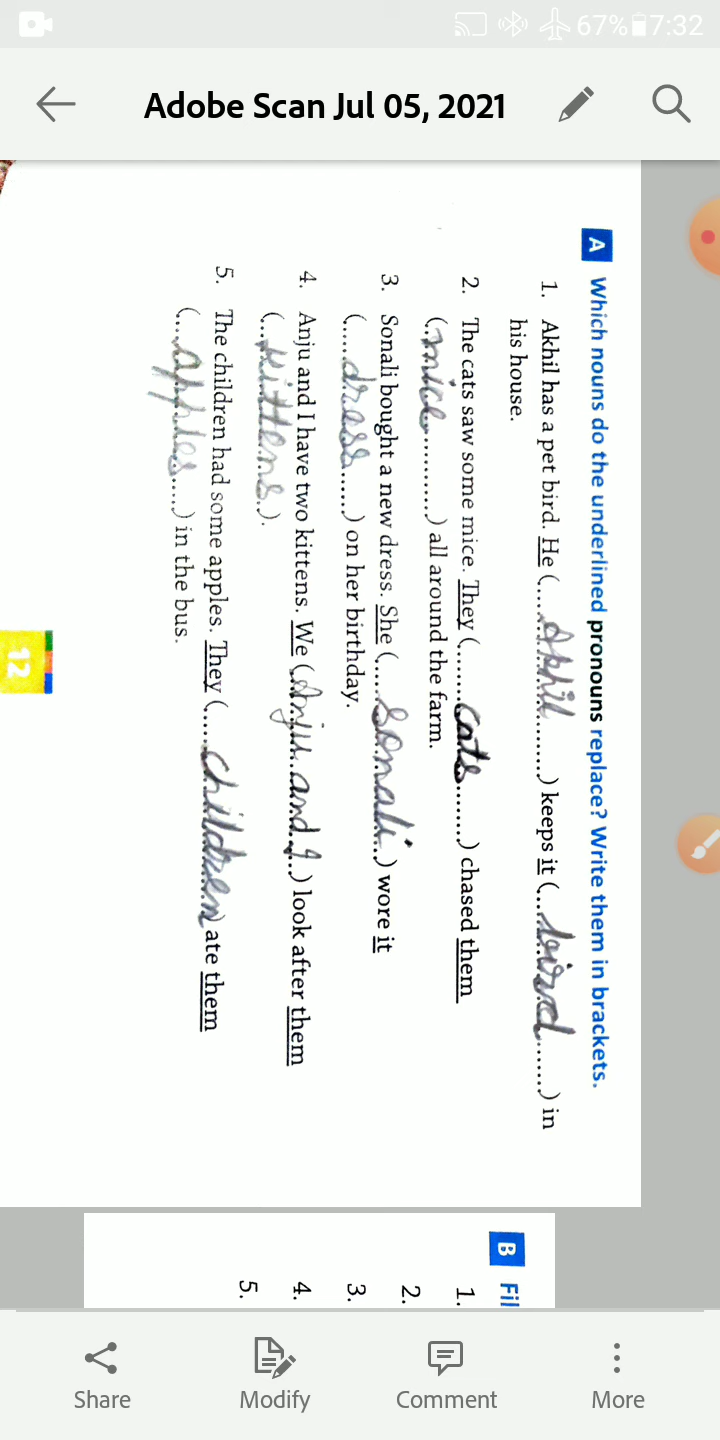 67% 7:32
Adobe Scan Jul 05, 2021
A Which nouns do the underlined pronouns replace? Write them in brackets.
1. Akhil has a pet bird. He (....Akhil........) keeps it (...bird.......) in
his house.
2. The cats saw some mice. They (......cats.......) chased them
(..mice............) all around the farm.
3. Sonali bought a new dress. She (.....Sonali..) wore it
(......dress......) on her birthday.
4. Anju and I have two kittens. We (.Anju and I..) look after them
(...kittens..).
5. The children had some apples. They (.....children) ate them
(...apples.....) in the bus.
12
B Fil
1.
2.
3.
4.
5.
Share
Modify
Comment
More